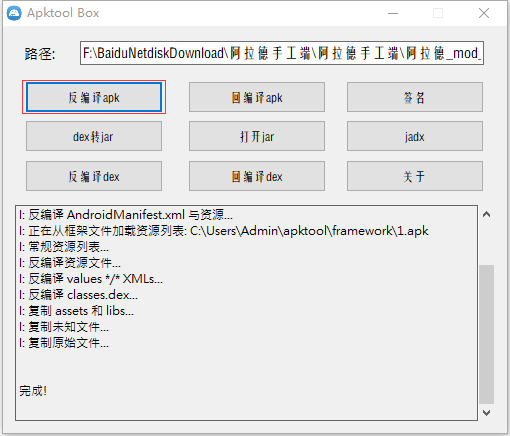 Apktool Box
路径: F:\BaiduNetdiskDownload\阿拉德手工端\阿拉德手工端\阿拉德_mod_
反编译apk 回编译apk 签名
dex转jar 打开jar jadx
反编译dex 回编译dex 关于
I: 反编译 AndroidManifest.xml 与资源...
I: 正在从框架文件加载资源列表: C:\Users\Admin\apktool\framework\1.apk
I: 常规资源列表...
I: 反编译资源文件...
I: 反编译 values */* XMLs...
I: 反编译 classes.dex...
I: 复制 assets 和 libs...
I: 复制未知文件...
I: 复制原始文件...
完成!